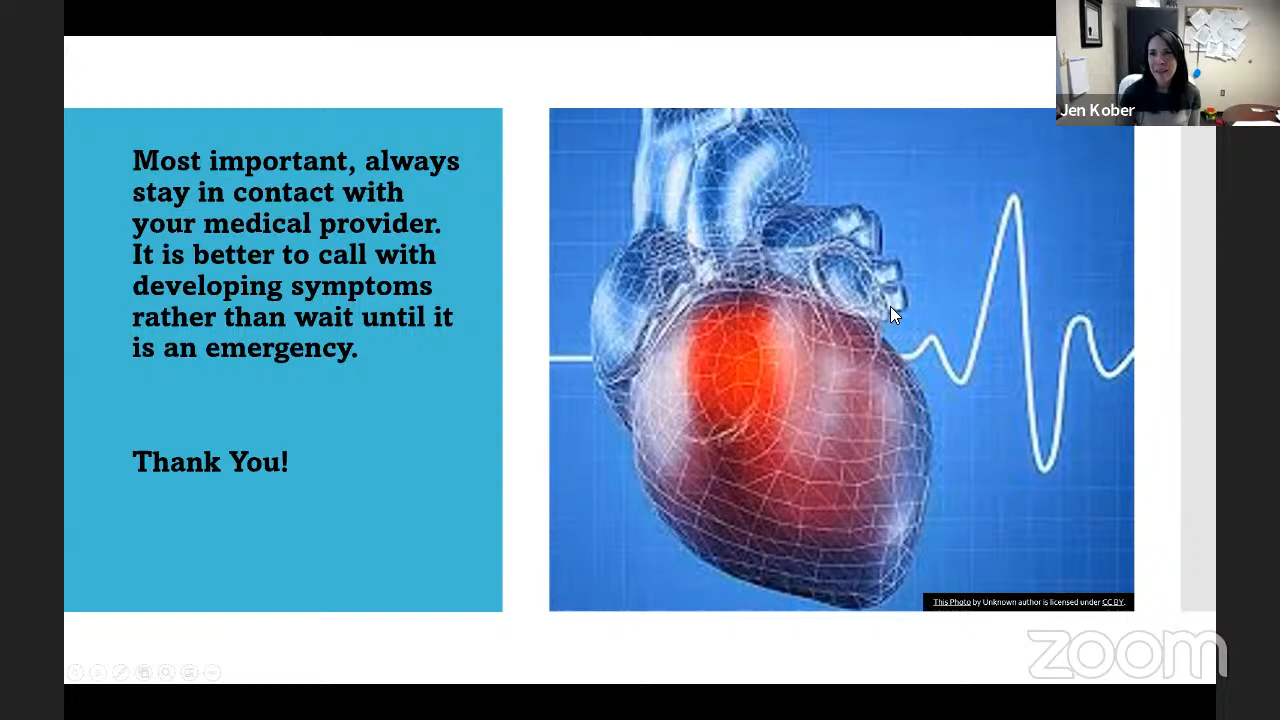 Jen Kober
Most important, always
stay in contact with
your medical provider.
It is better to call with
developing symptoms
rather than wait until it
is an emergency.
Thank You!
This Photo by Unknown author is licensed under CC BY.
zoom